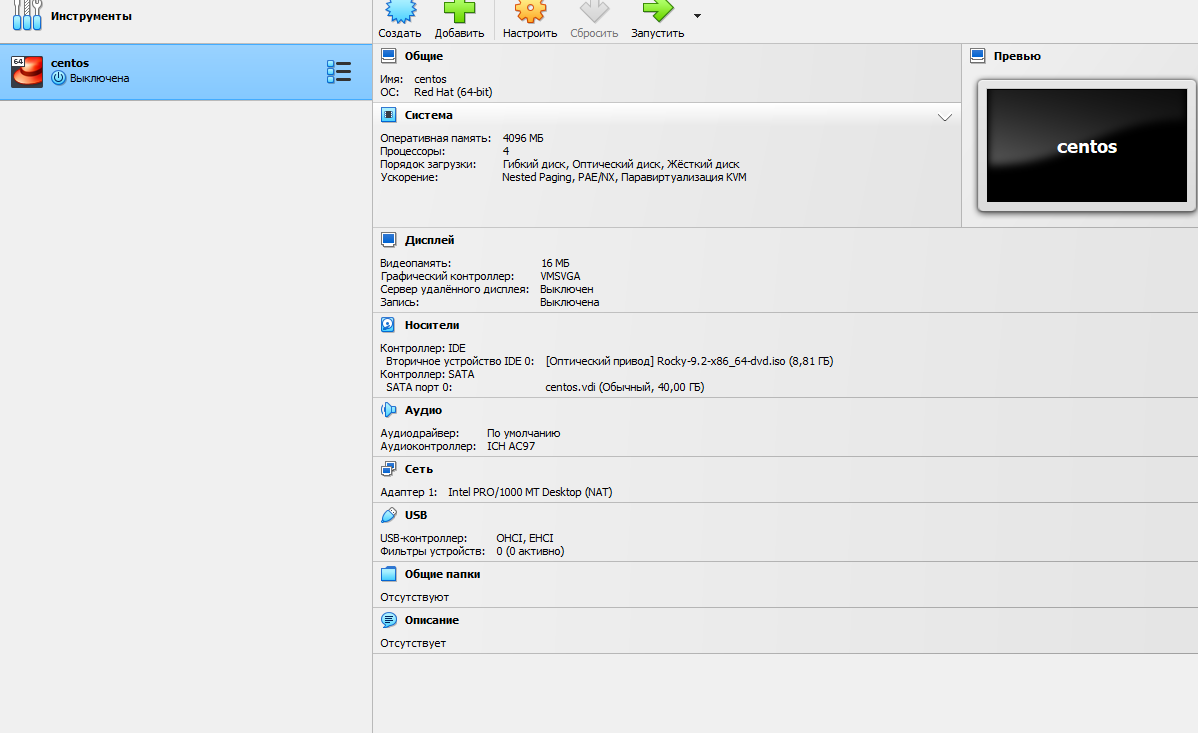 Инструменты
Создать Добавить Настроить Сбросить Запустить
64 centos
Выключена
Общие
Имя: centos
ОС: Red Hat (64-bit)
Превью
centos
Система
Оперативная память: 4096 МБ
Процессоры: 4
Порядок загрузки: Гибкий диск, Оптический диск, Жёсткий диск
Ускорение: Nested Paging, PAE/NX, Паравиртуализация KVM
Дисплей
Видеопамять: 16 МБ
Графический контроллер: VMSVGA
Сервер удалённого дисплея: Выключен
Запись: Выключена
Носители
Контроллер: IDE
Вторичное устройство IDE 0: [Оптический привод] Rocky-9.2-x86_64-dvd.iso (8,81 ГБ)
Контроллер: SATA
SATA порт 0: centos.vdi (Обычный, 40,00 ГБ)
Аудио
Аудиодрайвер: По умолчанию
Аудиоконтроллер: ICH AC97
Сеть
Адаптер 1: Intel PRO/1000 MT Desktop (NAT)
USB
USB-контроллер: OHCI, EHCI
Фильтры устройств: 0 (0 активно)
Общие папки
Отсутствуют
Описание
Отсутствует